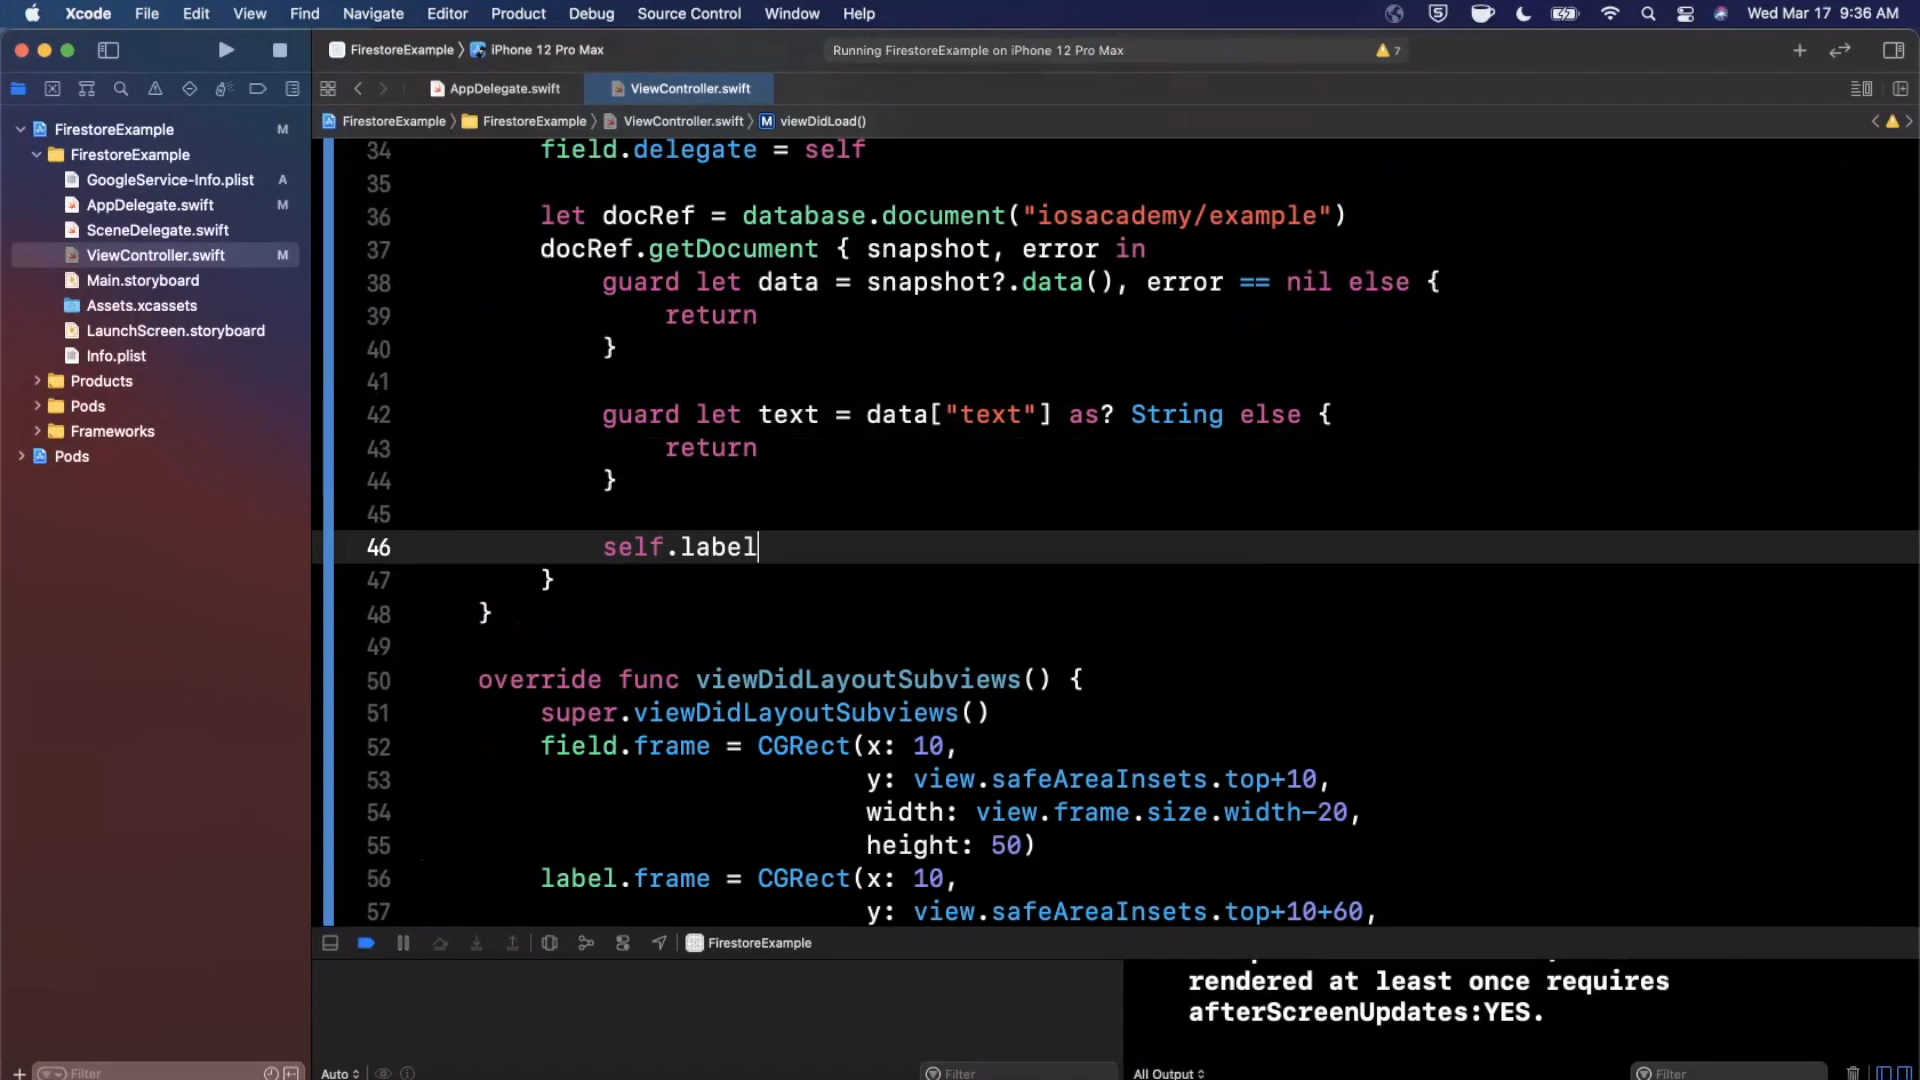 Xcode File Edit View Find Navigate Editor Product Debug Source Control Window Help Wed Mar 17 9:36 AM
FirestoreExample iPhone 12 Pro Max Running FirestoreExample on iPhone 12 Pro Max 7
AppDelegate.swift ViewController.swift
FirestoreExample FirestoreExample ViewController.swift M viewDidLoad()
FirestoreExample M
FirestoreExample
GoogleService-Info.plist A
AppDelegate.swift M
SceneDelegate.swift
ViewController.swift M
Main.storyboard
Assets.xcassets
LaunchScreen.storyboard
Info.plist
Products
Pods
Frameworks
Pods
34 field.delegate = self
35
36 let docRef = database.document("iosacademy/example")
37 docRef.getDocument { snapshot, error in
38 guard let data = snapshot?.data(), error == nil else {
39 return
40 }
41
42 guard let text = data["text"] as? String else {
43 return
44 }
45
46 self.label
47 }
48 }
49
50 override func viewDidLayoutSubviews() {
51 super.viewDidLayoutSubviews()
52 field.frame = CGRect(x: 10,
53 y: view.safeAreaInsets.top+10,
54 width: view.frame.size.width-20,
55 height: 50)
56 label.frame = CGRect(x: 10,
57 y: view.safeAreaInsets.top+10+60,
FirestoreExample
rendered at least once requires
afterScreenUpdates:YES.
Filter Auto Filter All Output Filter